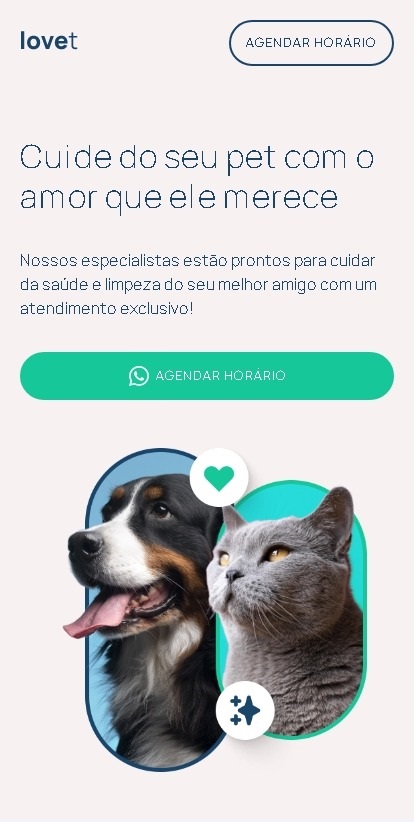 lovet
AGENDAR HORÁRIO
Cuide do seu pet com o
amor que ele merece
Nossos especialistas estão prontos para cuidar
da saúde e limpeza do seu melhor amigo com um
atendimento exclusivo!
AGENDAR HORÁRIO